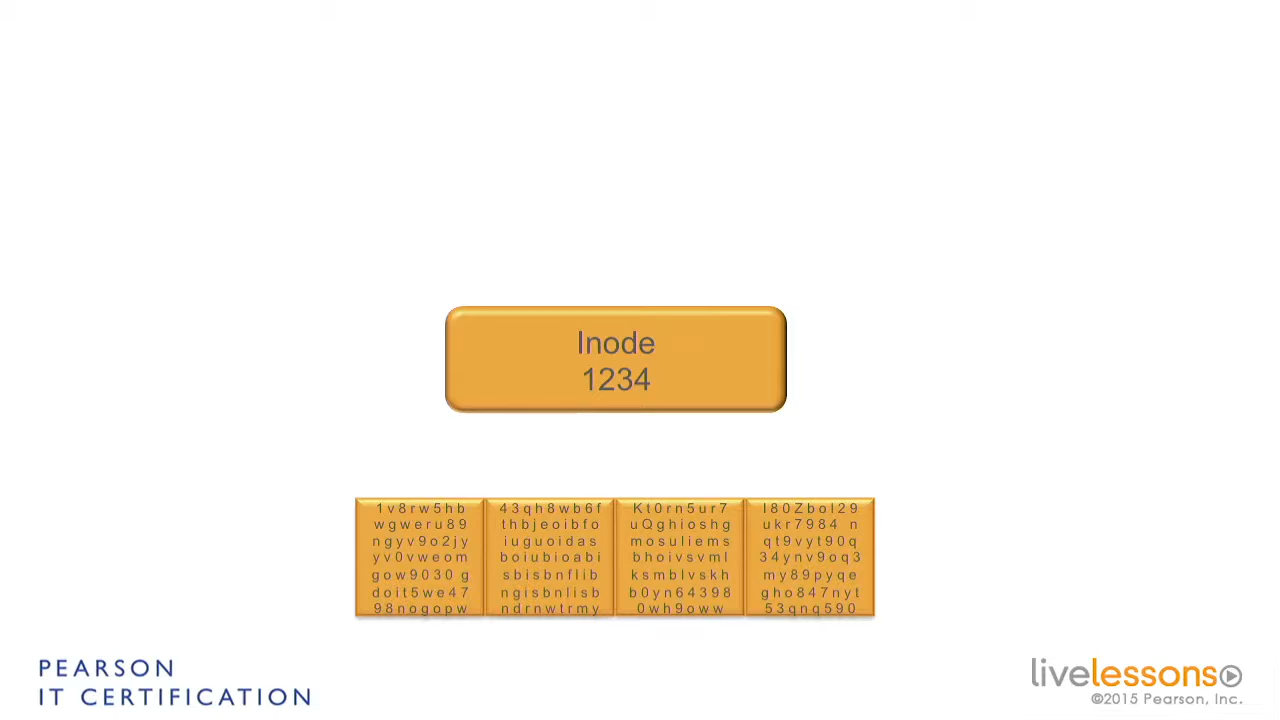 Inode
1234
1v8rw5hb
wgweru89
ngyv9o2jy
yv0vweom
gow9030 g
doit5we47
98nogopw
43qh8wb6f
thbjeoibfo
iuguoidas
boiubioabi
sbisbnflib
ngisbnlisb
ndrnwtrmy
Kt0rn5ur7
uQghioshg
mosuliems
bhoivsvml
ksmblvskh
b0yn64398
0wh9oww
l80Zbol29
ukr7984 n
qt9vyt90q
34ynv9oq3
my89pyqe
gho847nyt
53qnq590
PEARSON
IT CERTIFICATION
livelessons
©2015 Pearson, Inc.